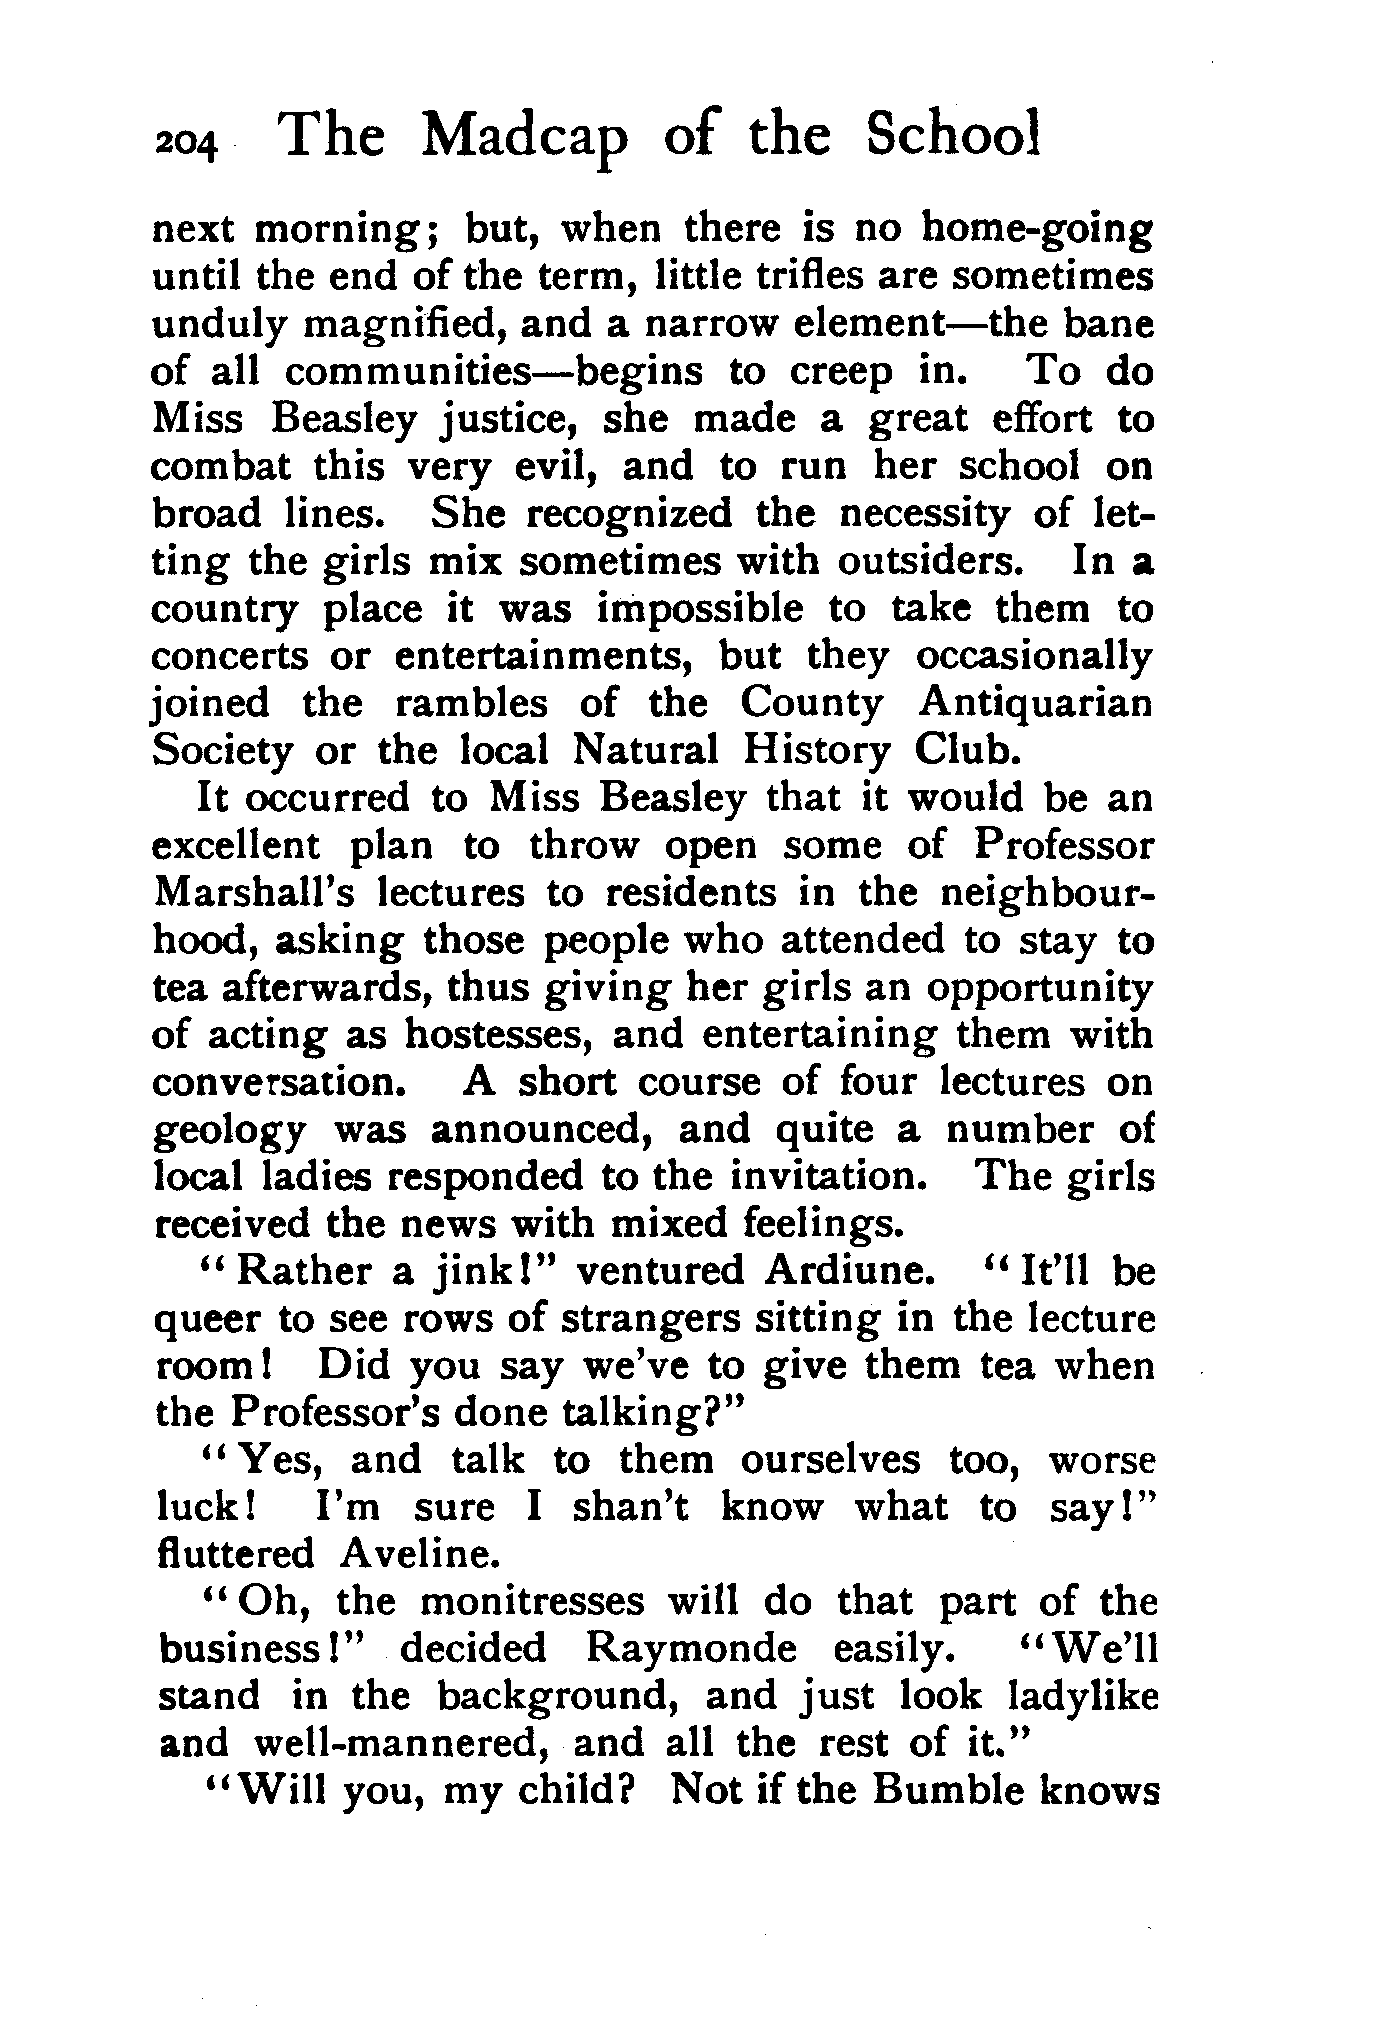 204 The Madcap of the School
next morning; but, when there is no home-going
until the end of the term, little trifles are sometimes
unduly magnified, and a narrow element—the bane
of all communities—begins to creep in. To do
Miss Beasley justice, she made a great effort to
combat this very evil, and to run her school on
broad lines. She recognized the necessity of let-
ting the girls mix sometimes with outsiders. In a
country place it was impossible to take them to
concerts or entertainments, but they occasionally
joined the rambles of the County Antiquarian
Society or the local Natural History Club.
It occurred to Miss Beasley that it would be an
excellent plan to throw open some of Professor
Marshall's lectures to residents in the neighbour-
hood, asking those people who attended to stay to
tea afterwards, thus giving her girls an opportunity
of acting as hostesses, and entertaining them with
conversation. A short course of four lectures on
geology was announced, and quite a number of
local ladies responded to the invitation. The girls
received the news with mixed feelings.
"Rather a jink!" ventured Ardiune. "It'll be
queer to see rows of strangers sitting in the lecture
room! Did you say we've to give them tea when
the Professor's done talking?"
"Yes, and talk to them ourselves too, worse
luck! I'm sure I shan't know what to say!"
fluttered Aveline.
"Oh, the monitresses will do that part of the
business!" decided Raymonde easily. "We'll
stand in the background, and just look ladylike
and well-mannered, and all the rest of it."
"Will you, my child? Not if the Bumble knows